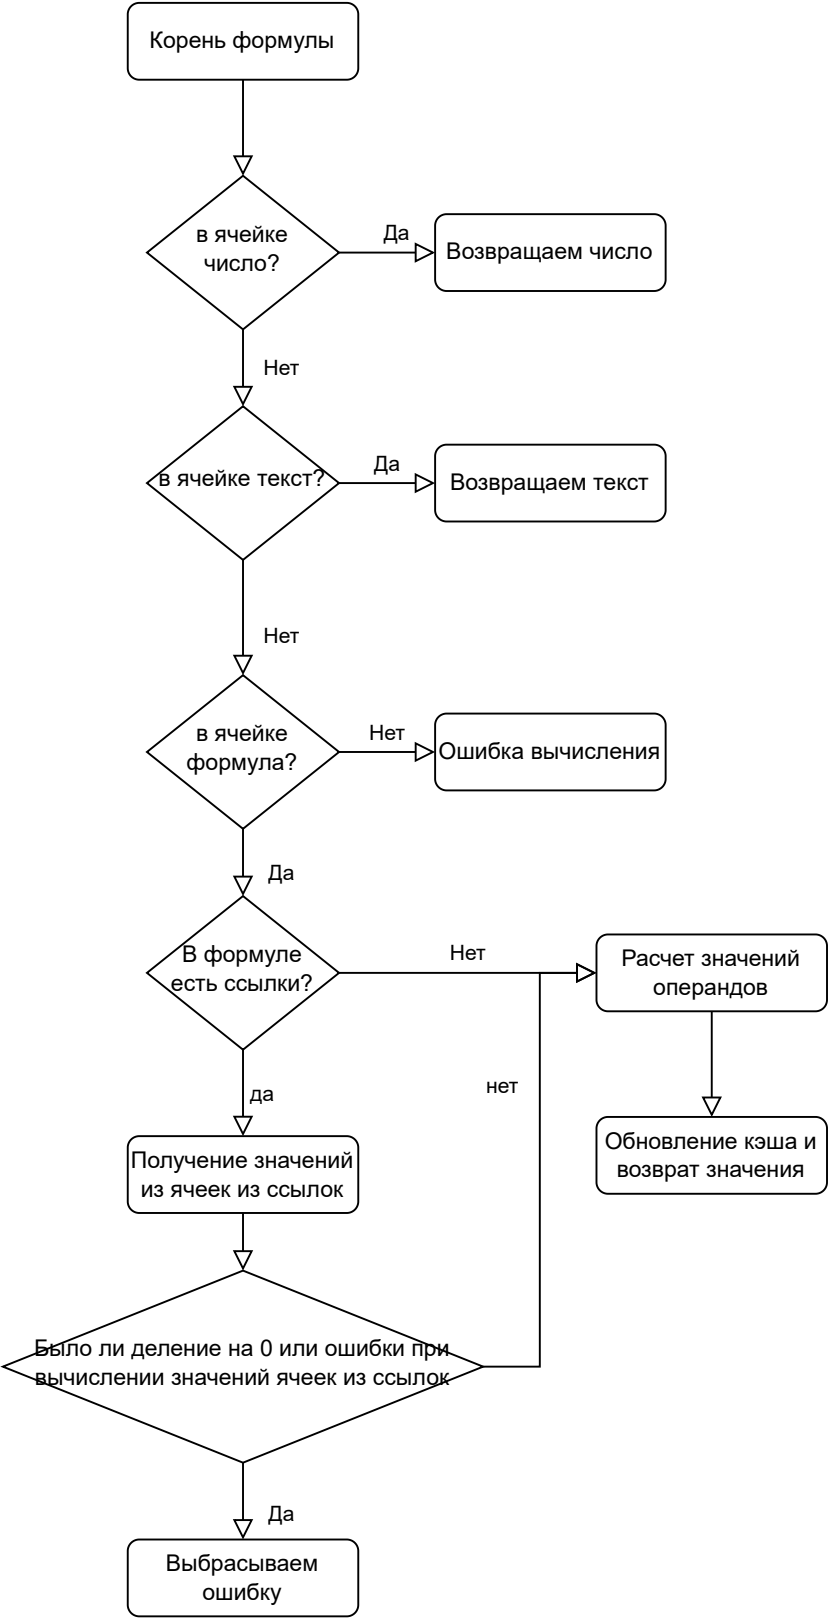 Корень формулы
в ячейке
число?
Да
Возвращаем число
Нет
в ячейке текст?
Да
Возвращаем текст
Нет
в ячейке
формула?
Нет
Ошибка вычисления
Да
В формуле
есть ссылки?
Нет
Расчет значений
операндов
нет
да
Обновление кэша и
возврат значения
Получение значений
из ячеек из ссылок
Было ли деление на 0 или ошибки при
вычислении значений ячеек из ссылок
Да
Выбрасываем
ошибку